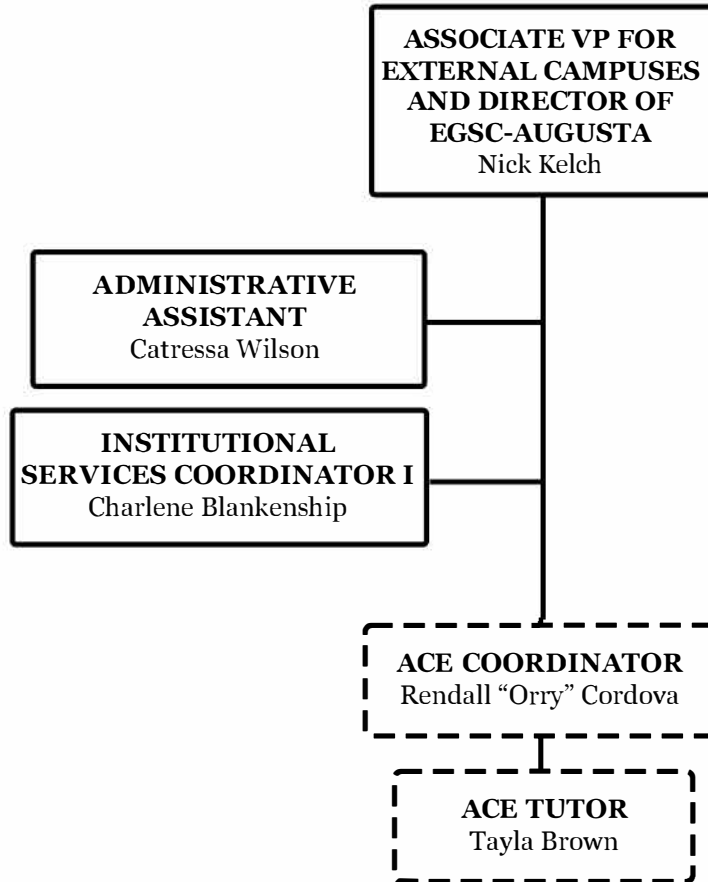 ASSOCIATE VP FOR
EXTERNAL CAMPUSES
AND DIRECTOR OF
EGSC-AUGUSTA
Nick Kelch
ADMINISTRATIVE
ASSISTANT
Catressa Wilson
INSTITUTIONAL
SERVICES COORDINATOR I
Charlene Blankenship
ACE COORDINATOR
Rendall “Orry” Cordova
ACE TUTOR
Tayla Brown